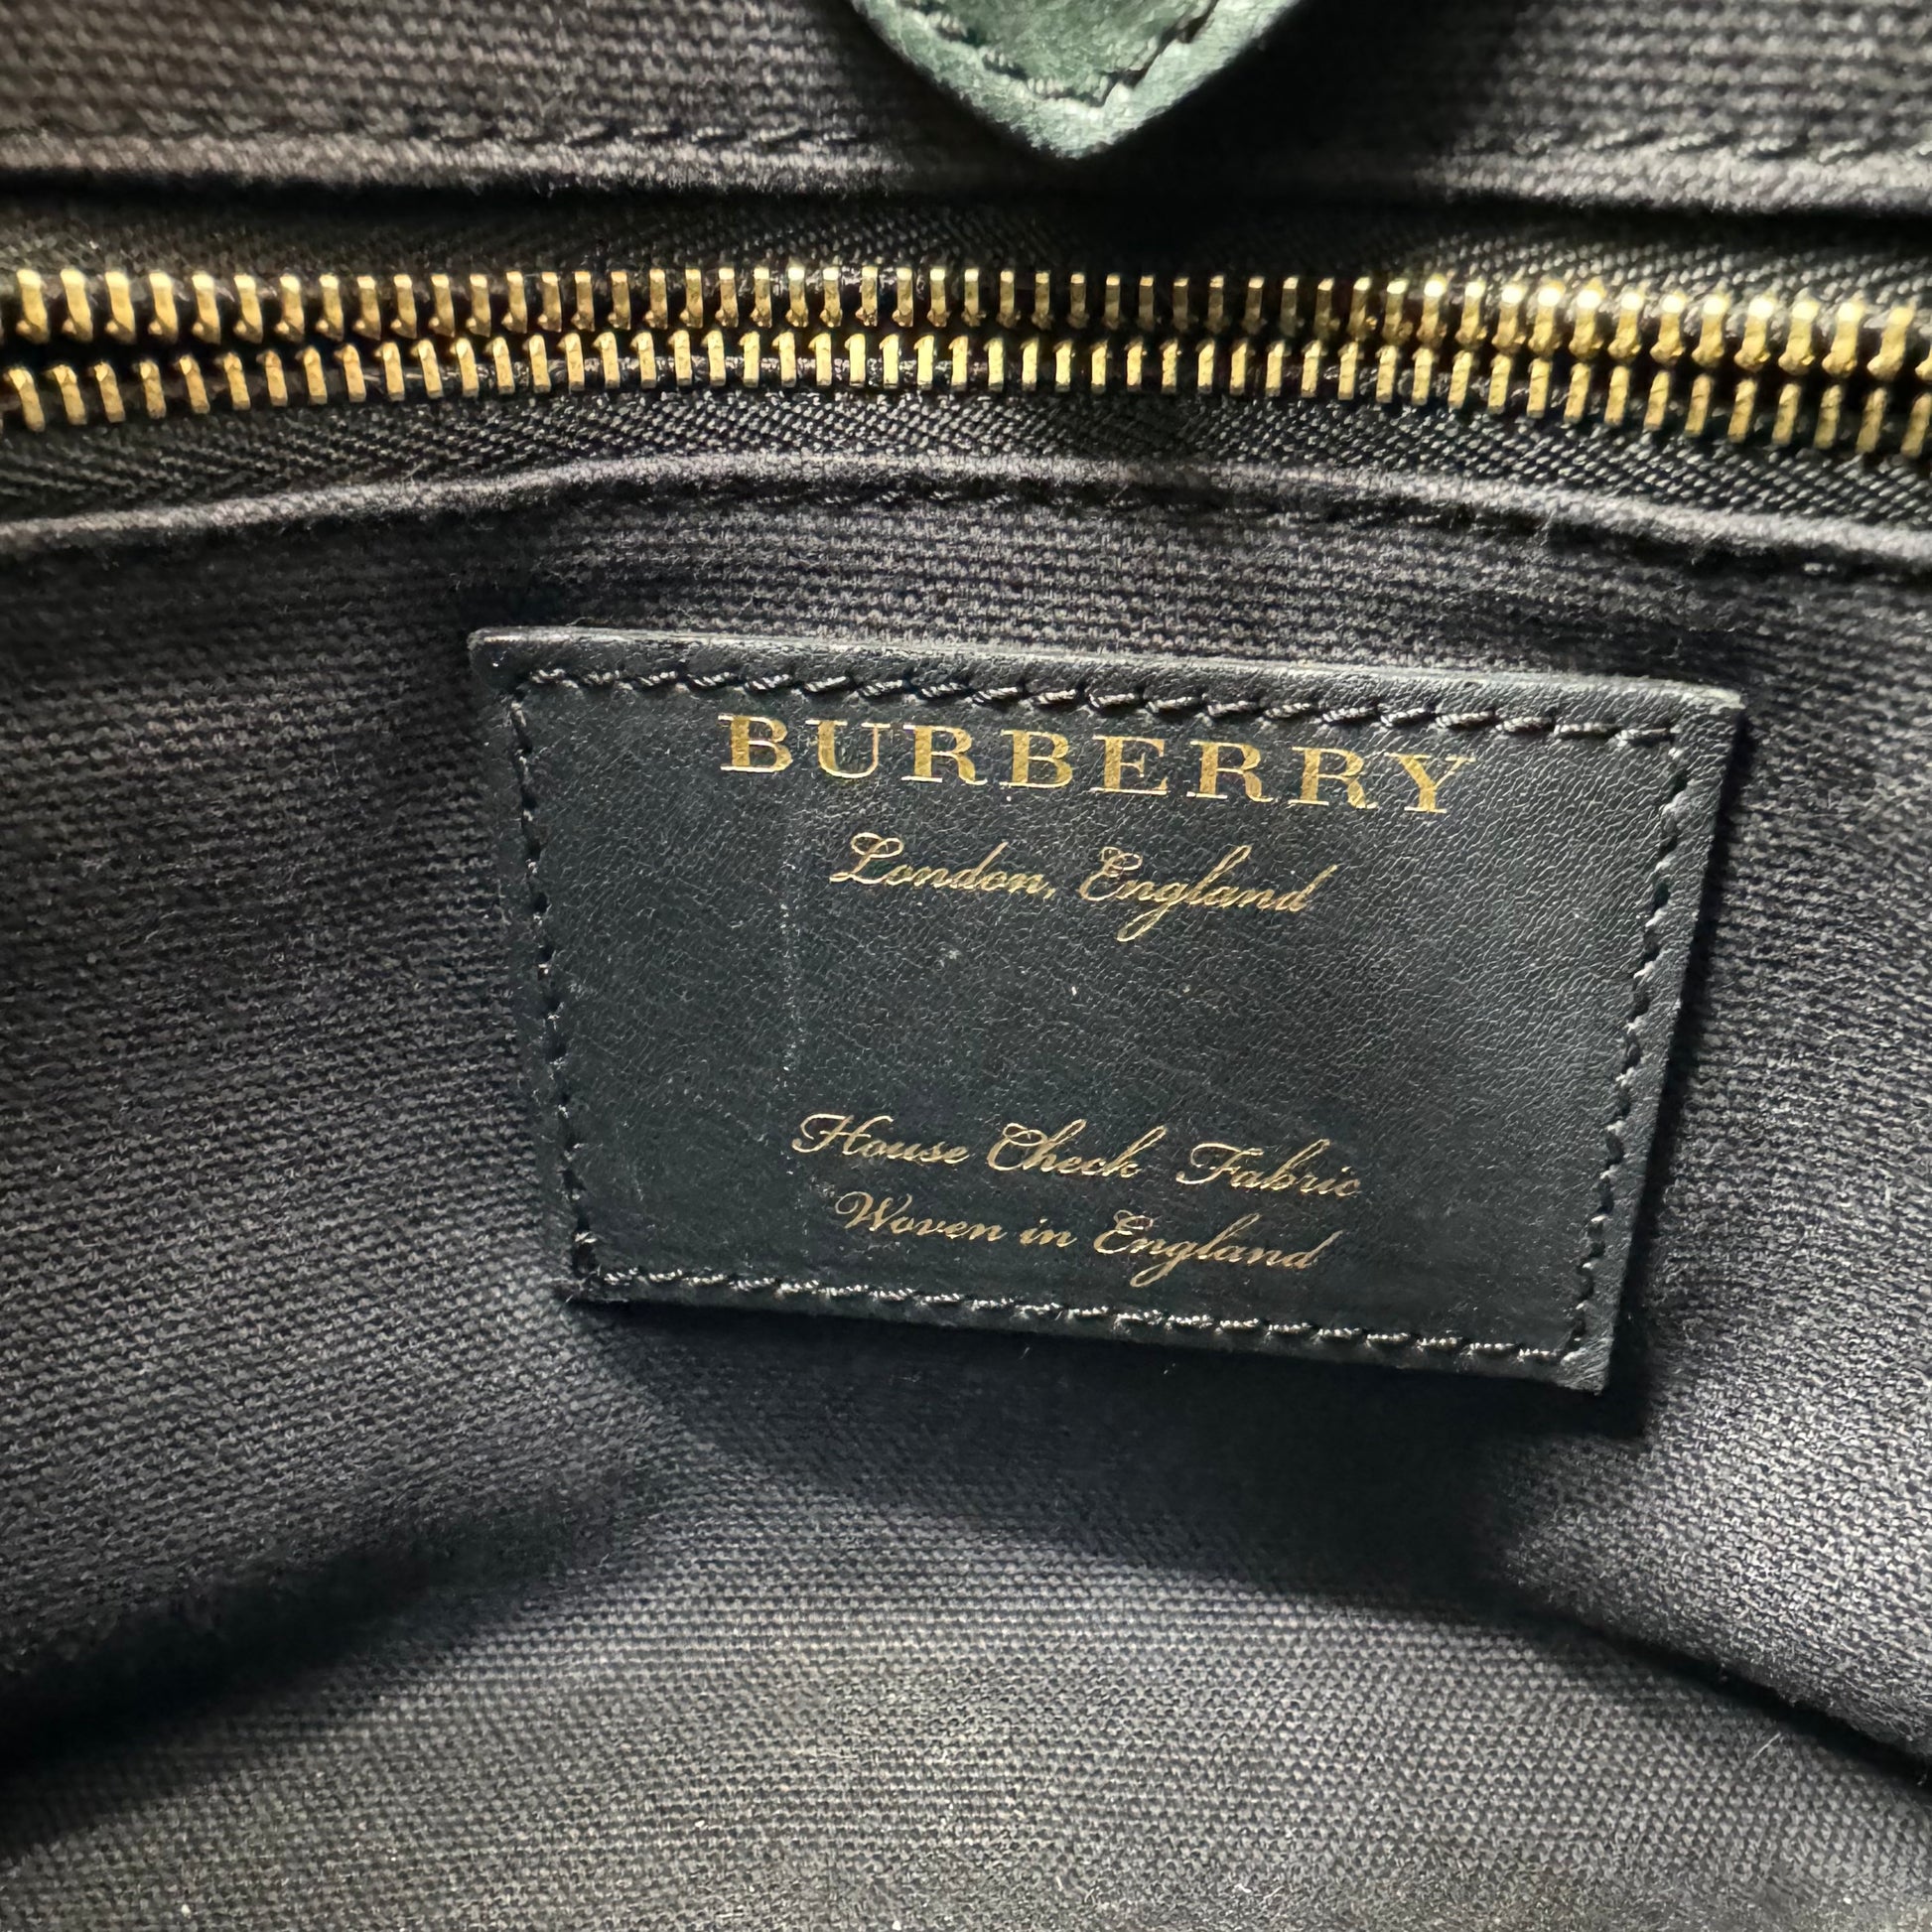 BURBERRY
London, England
House Check Fabric
Woven in England